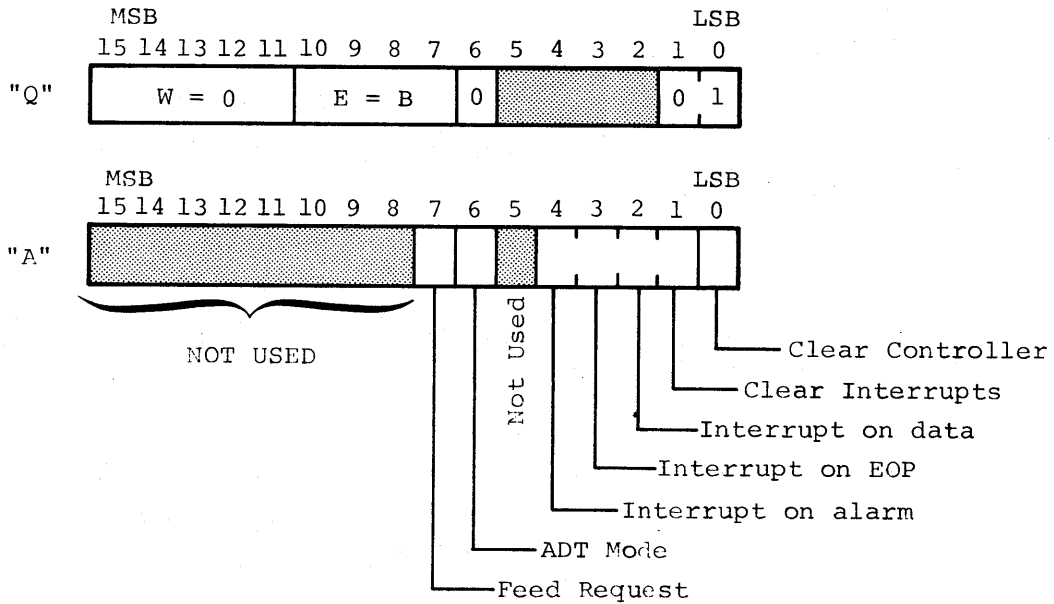 MSB LSB
15 14 13 12 11 10 9 8 7 6 5 4 3 2 1 0
"Q" W = 0 E = B 0 0 1
MSB LSB
15 14 13 12 11 10 9 8 7 6 5 4 3 2 1 0
"A"
NOT USED
Not Used
Clear Controller
Clear Interrupts
Interrupt on data
Interrupt on EOP
Interrupt on alarm
ADT Mode
Feed Request